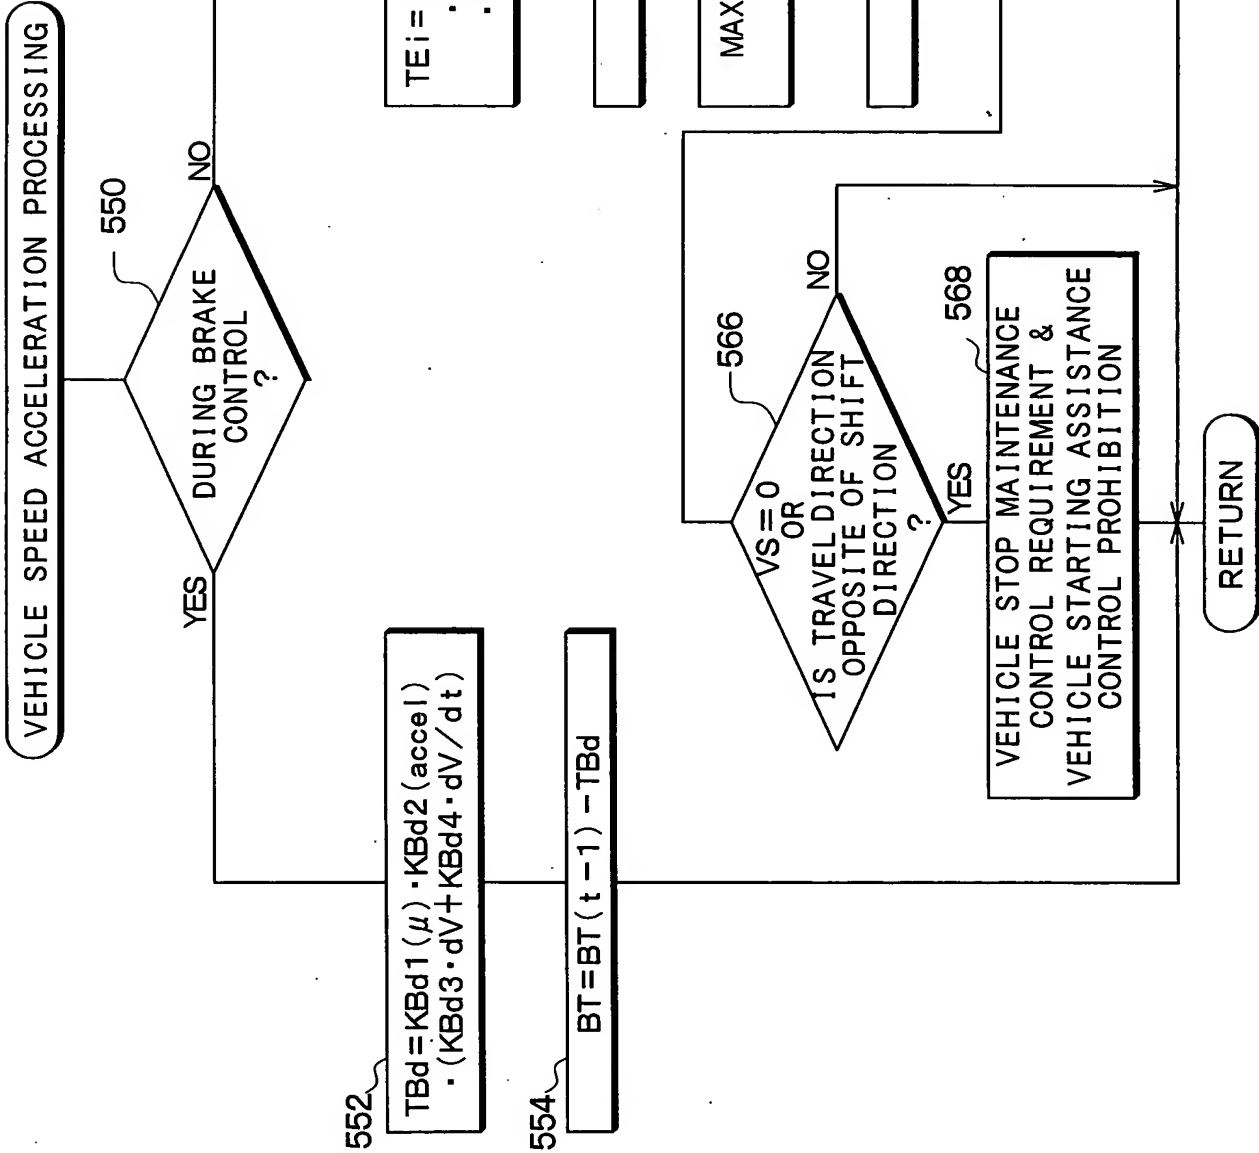 VEHICLE SPEED ACCELERATION PROCESSING
550
DURING BRAKE
CONTROL
?
YES
NO
552
TBd=KBd1(μ)·KBd2(accel)
·(KBd3·dV+KBd4·dV/dt)
554
BT=BT(t-1)-TBd
TEi=
MAX
566
VS=0
OR
IS TRAVEL DIRECTION
OPPOSITE OF SHIFT
DIRECTION
?
NO
YES
568
VEHICLE STOP MAINTENANCE
CONTROL REQUIREMENT &
VEHICLE STARTING ASSISTANCE
CONTROL PROHIBITION
RETURN